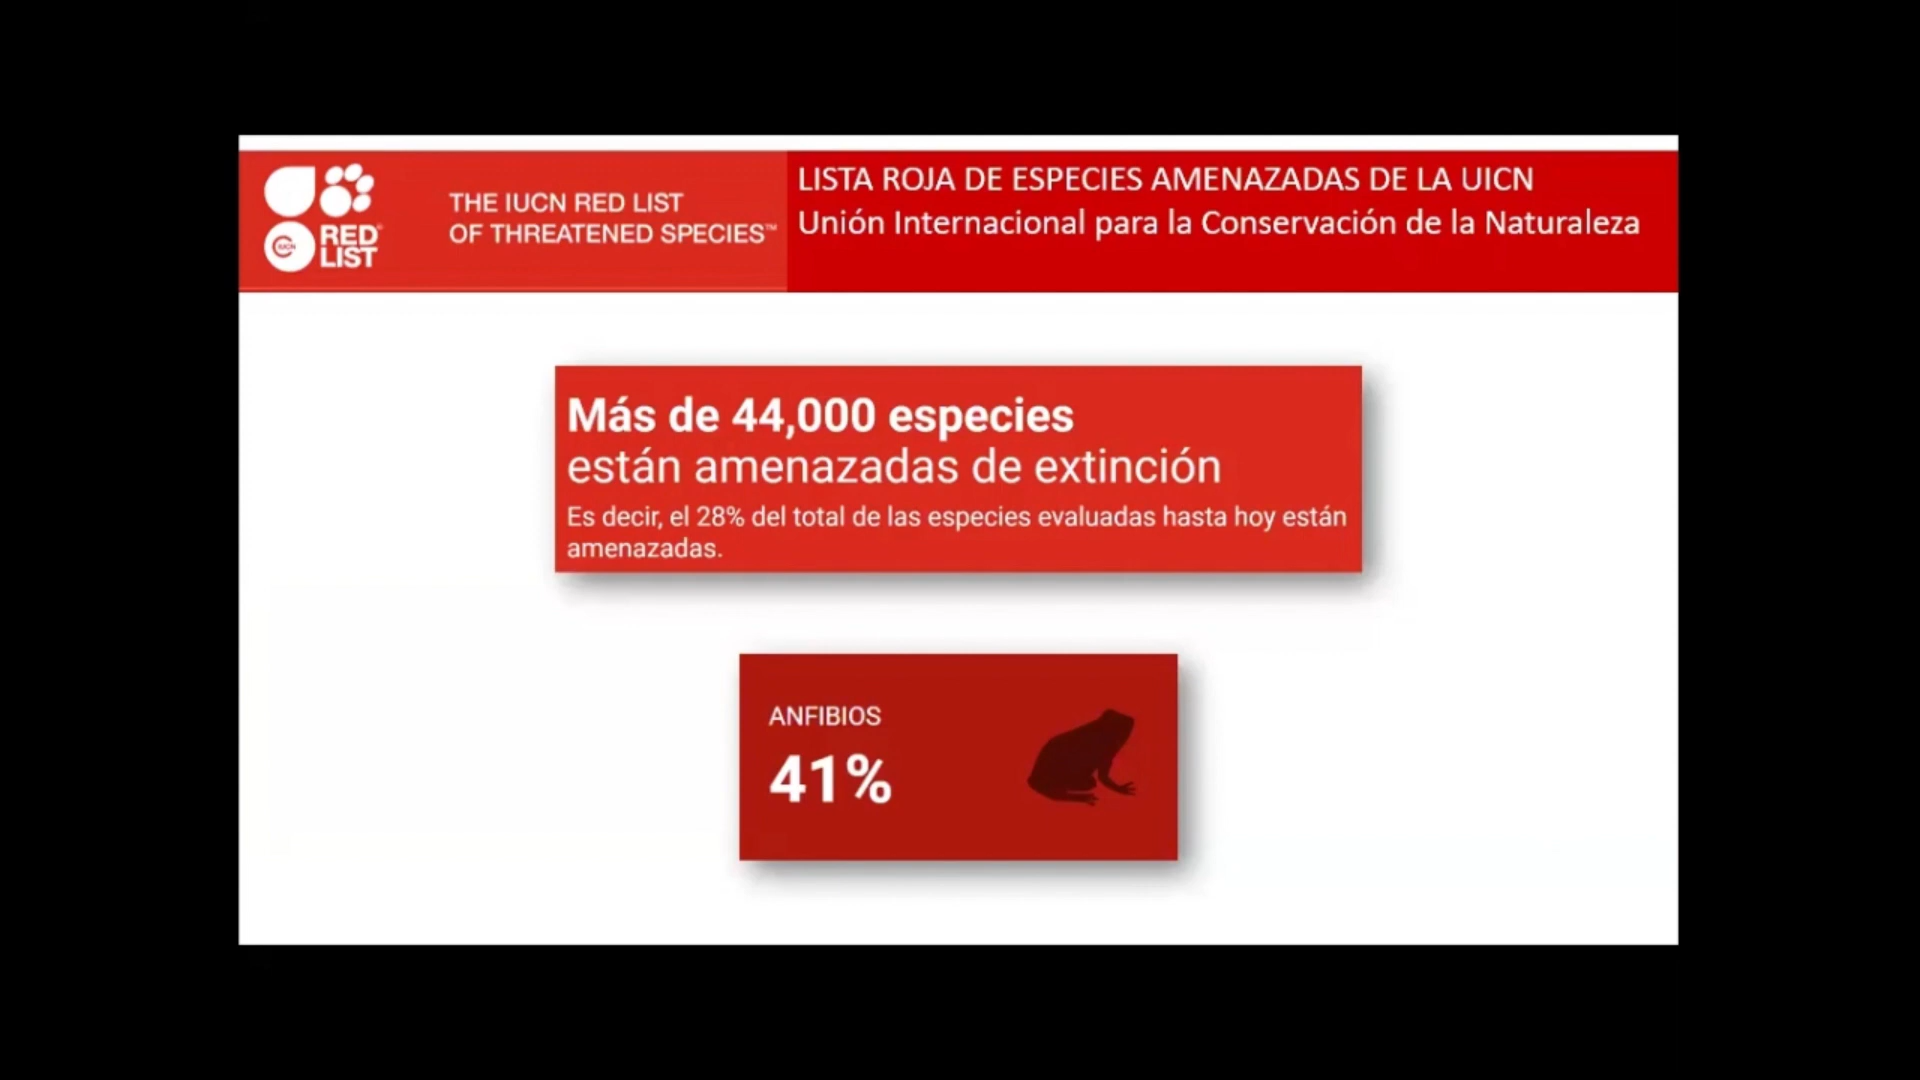 RED
LIST
IUCN
THE IUCN RED LIST
OF THREATENED SPECIES™
LISTA ROJA DE ESPECIES AMENAZADAS DE LA UICN
Unión Internacional para la Conservación de la Naturaleza
Más de 44,000 especies
están amenazadas de extinción
Es decir, el 28% del total de las especies evaluadas hasta hoy están
amenazadas.
ANFIBIOS
41%